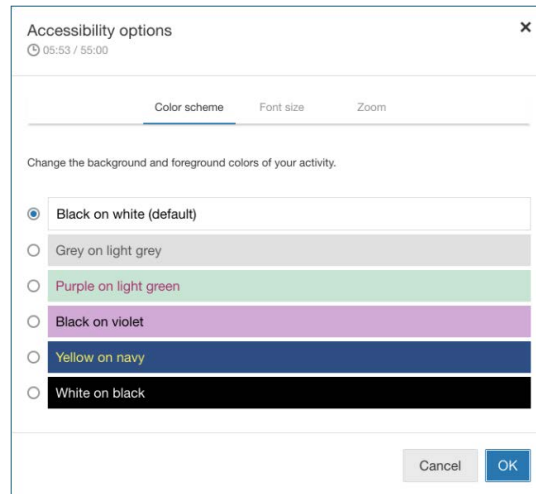 Accessibility options
05:53 / 55:00
Color scheme Font size Zoom
Change the background and foreground colors of your activity.
Black on white (default)
Grey on light grey
Purple on light green
Black on violet
Yellow on navy
White on black
Cancel OK